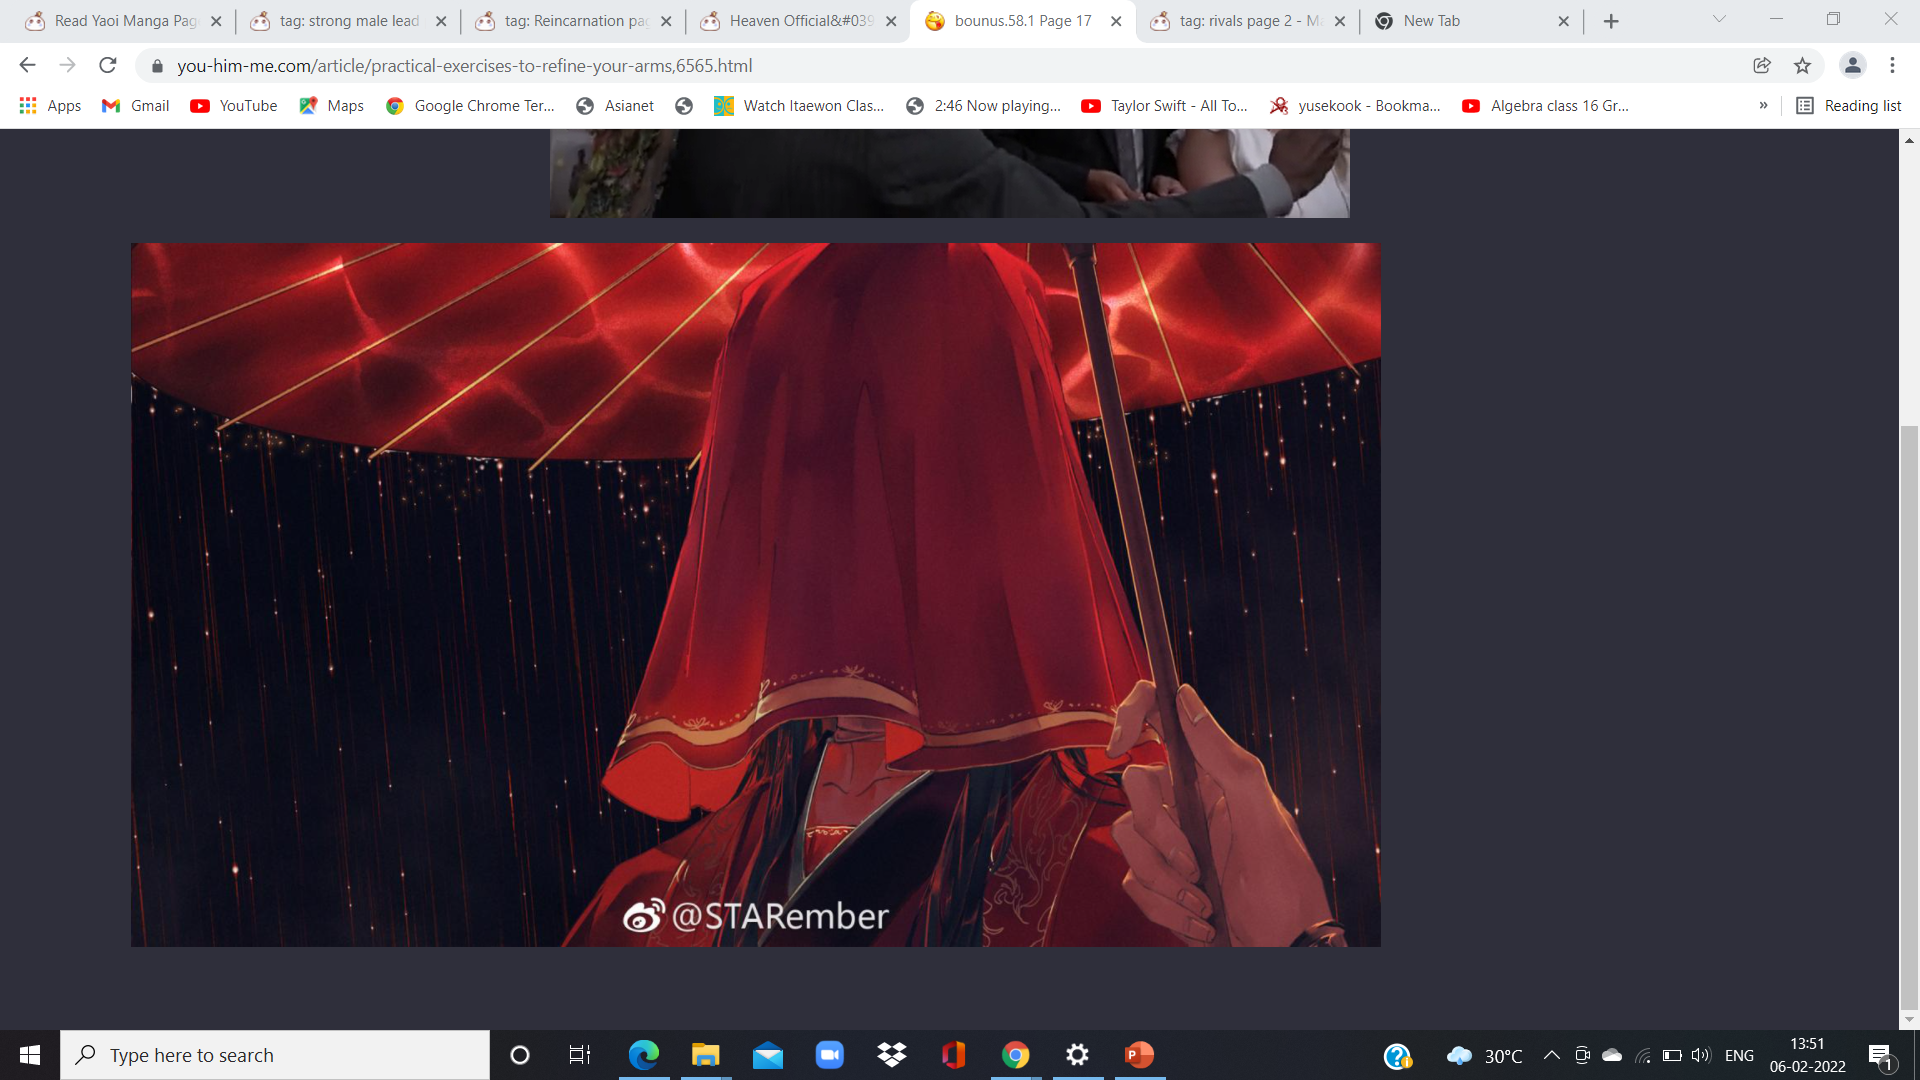 Read Yaoi Manga Pag
tag: strong male lead
tag: Reincarnation pa
Heaven Official&#039
bounus.58.1 Page 17
tag: rivals page 2 - M
New Tab
you-him-me.com/article/practical-exercises-to-refine-your-arms,6565.html
Apps
Gmail
YouTube
Maps
Google Chrome Ter...
Asianet
Watch Itaewon Clas...
2:46 Now playing...
Taylor Swift - All To...
yusekook - Bookma...
Algebra class 16 Gr...
»
Reading list
@STARember
Type here to search
30°C
ENG
13:51
06-02-2022
1